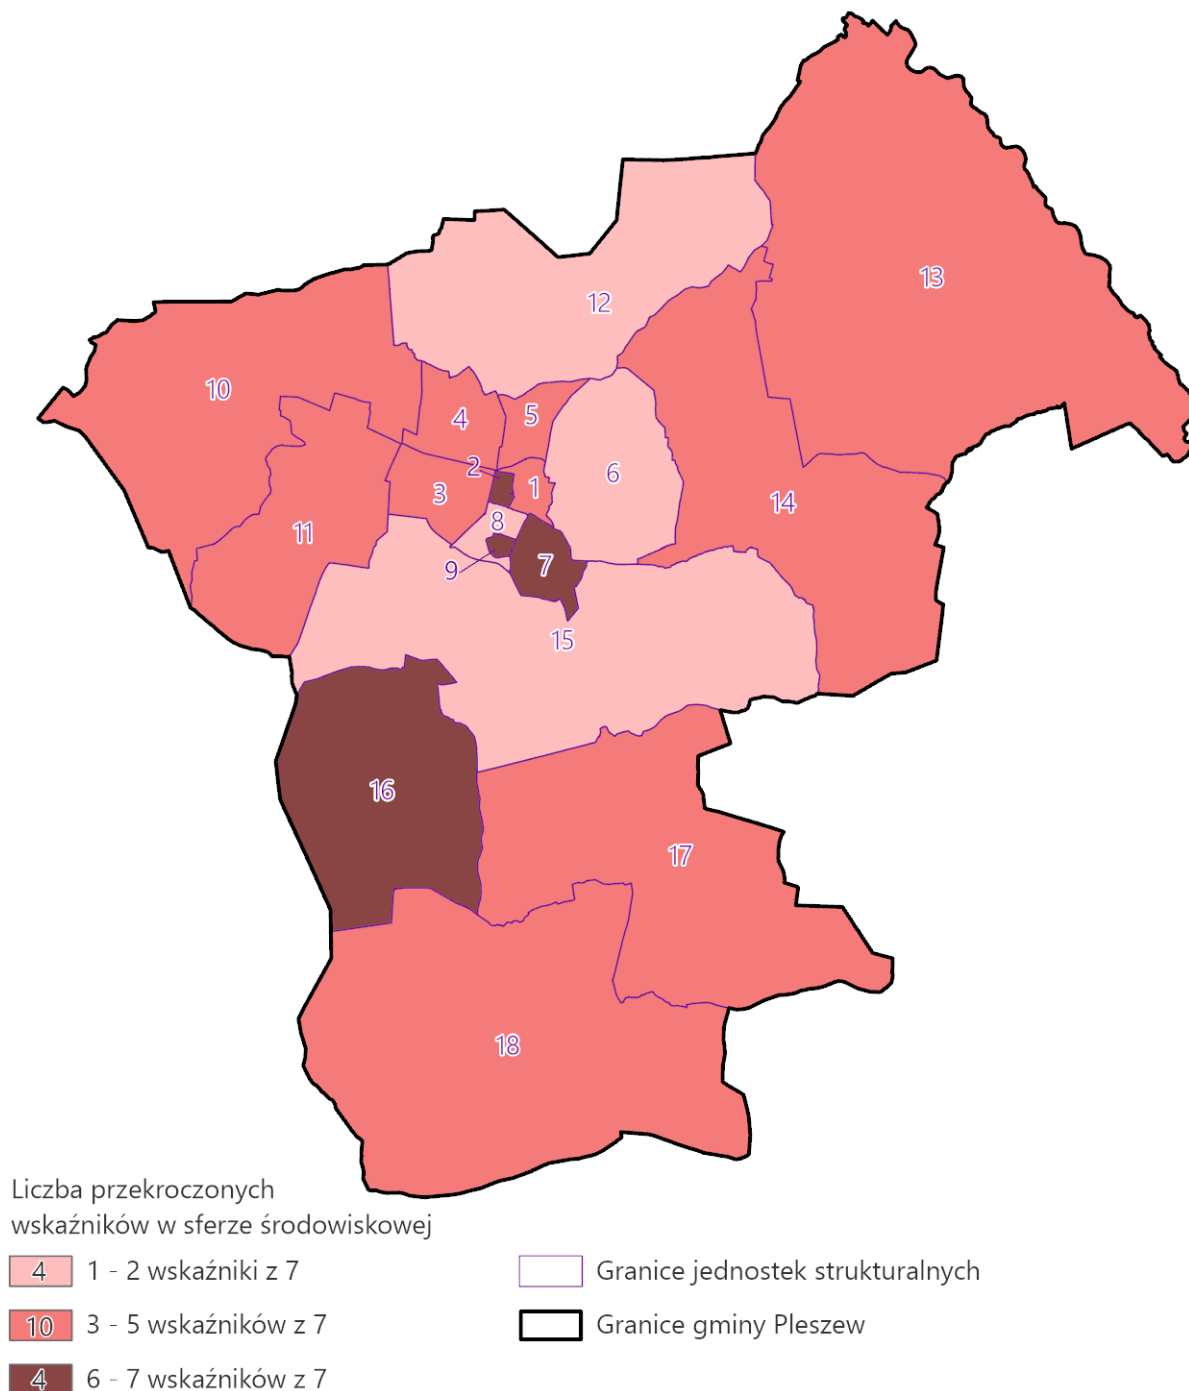 13
12
10
4
5
2
6
1
3
14
8
11
7
9
15
16
17
18
Liczba przekroczonych
wskaźników w sferze środowiskowej
4 1 - 2 wskaźniki z 7
Granice jednostek strukturalnych
10 3 - 5 wskaźników z 7
Granice gminy Pleszew
4 6 - 7 wskaźników z 7